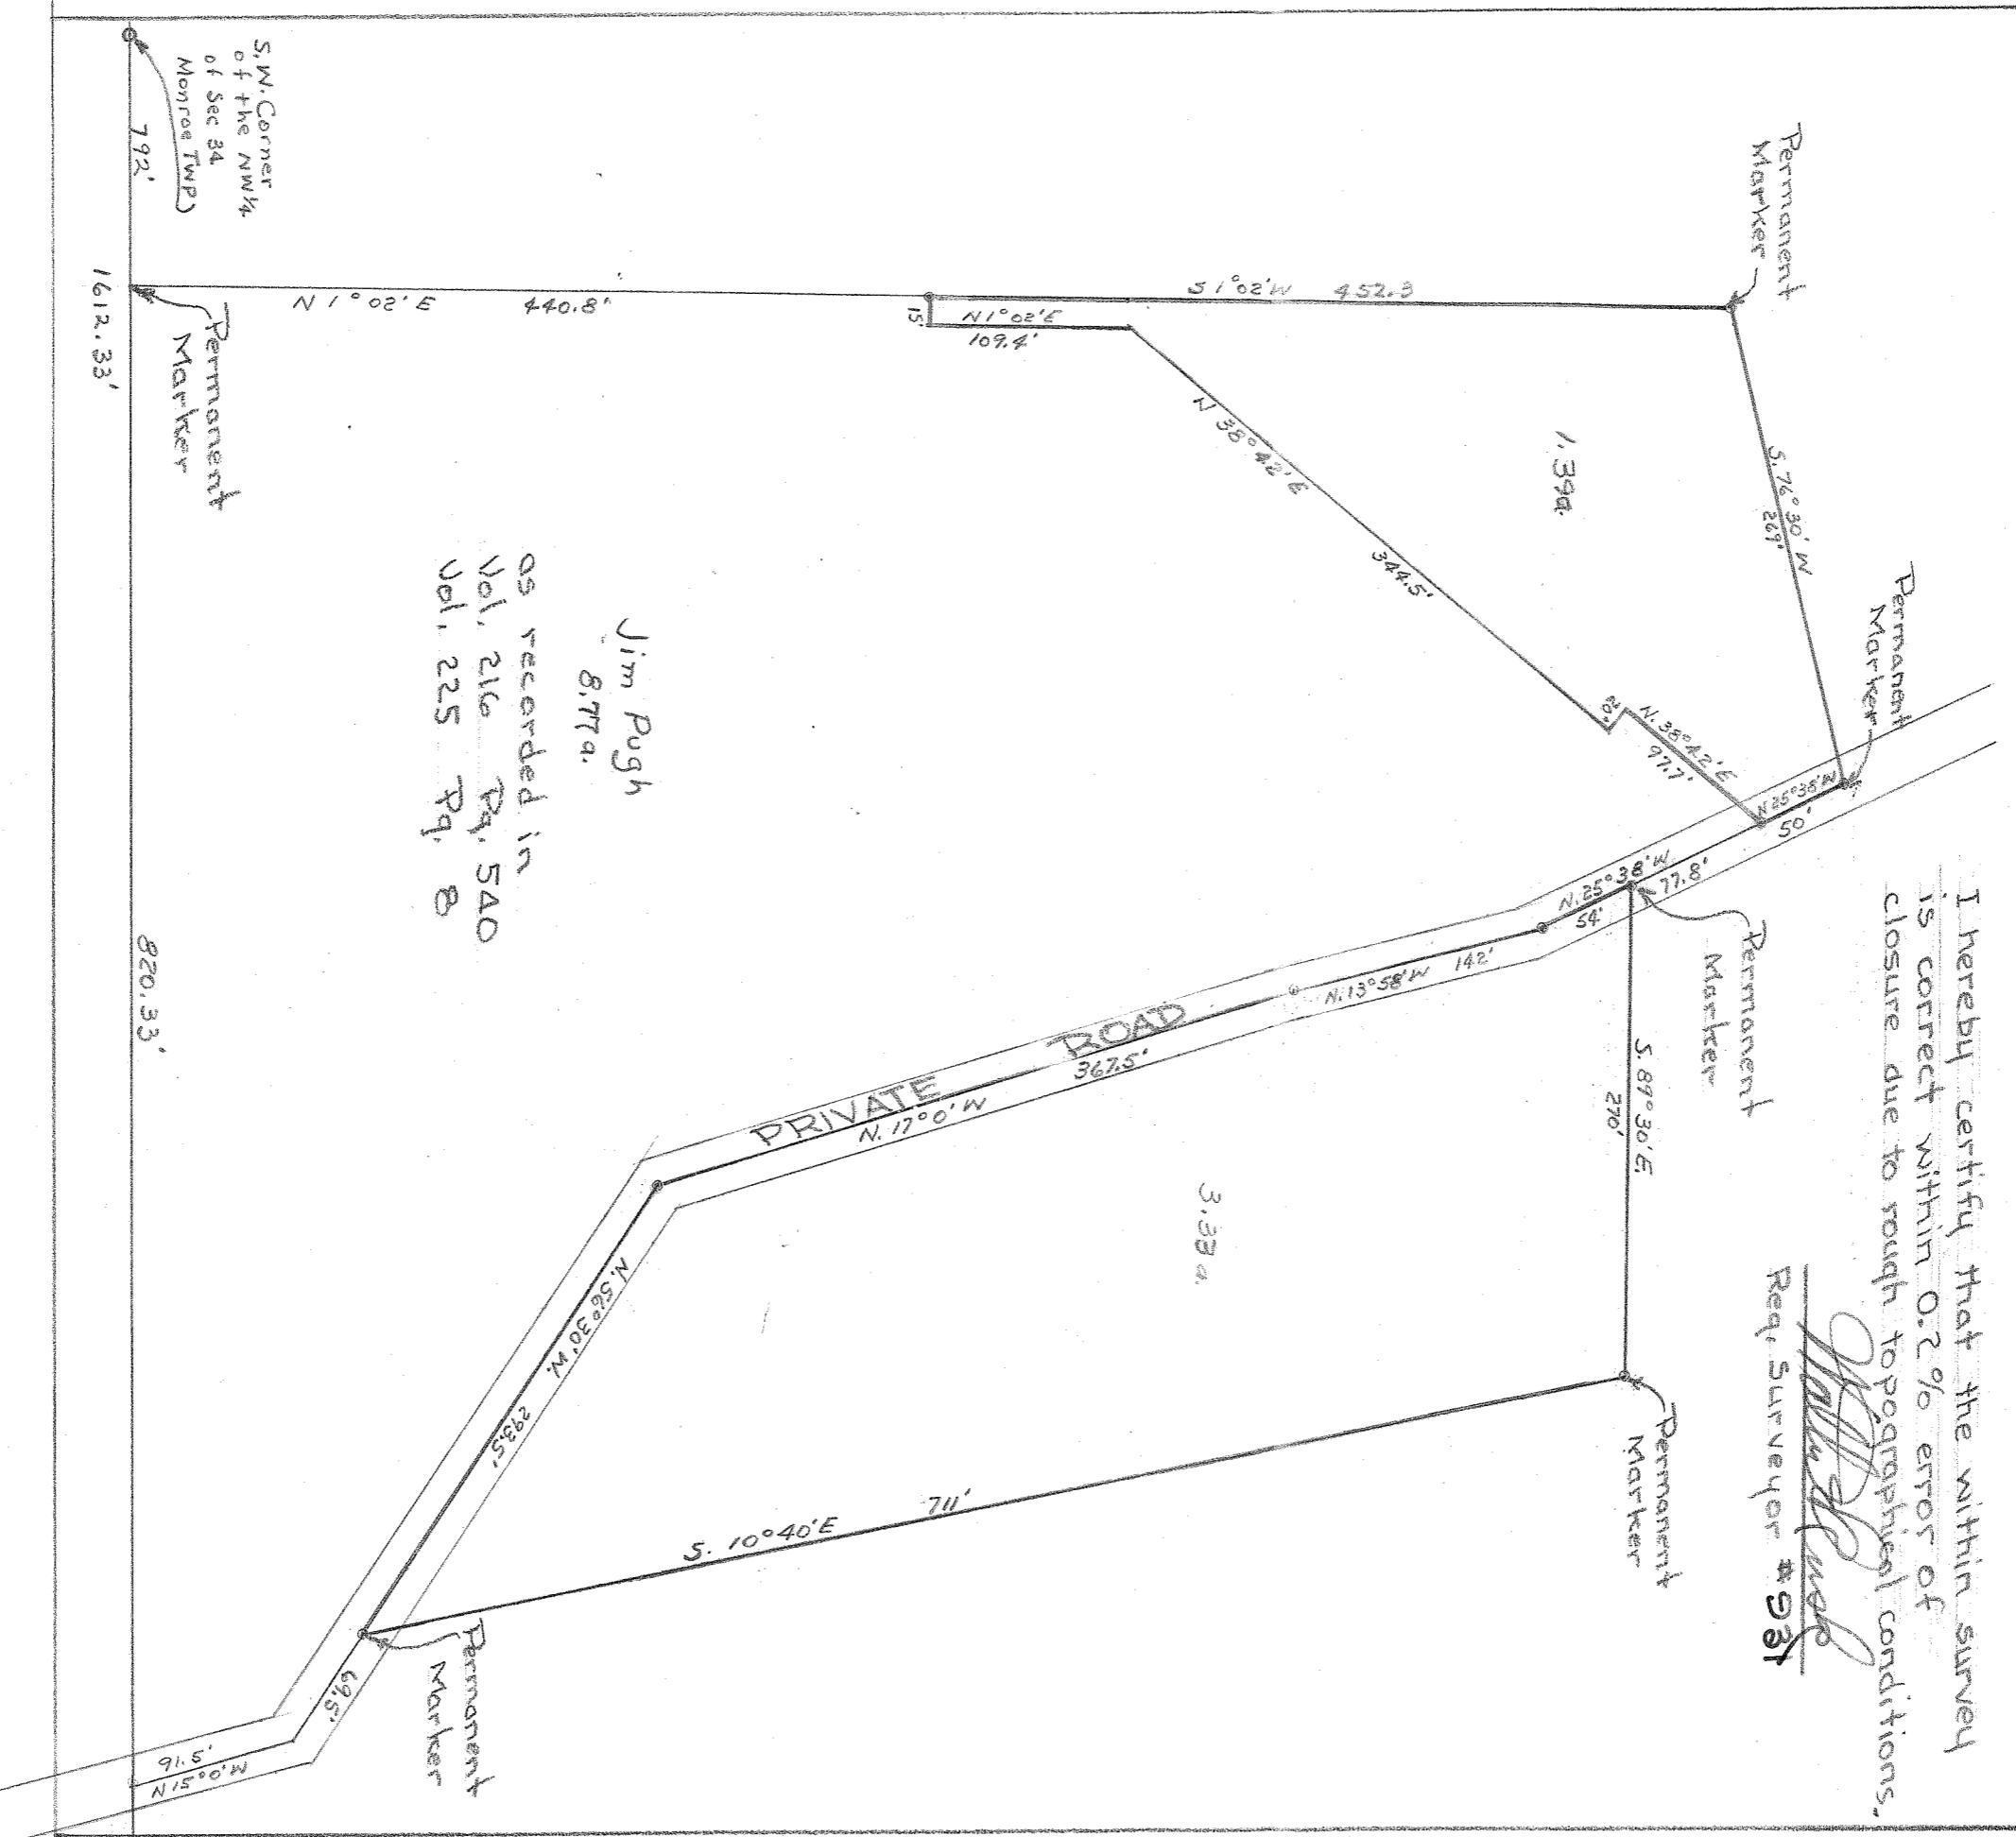 I hereby certify that the within survey
is correct within 0.2% error of
closure due to rough topographical conditions.
Reg. Surveyor #931
Permanent
Marker
Permanent
Marker
S. 76°30' W
269'
N 25°38'W
50'
77.8'
N. 38°42'E
97.7'
20'
1.39a.
S 1°02'W 452.3
N 38°42'E
344.5'
N 1°02'E
109.4'
15'
N 1°02'E 440.8'
Permanent
Marker
N. 25°38'W
54'
S. 89°30'E.
270'
Permanent
Marker
N. 13°58'W 142'
PRIVATE ROAD
367.5'
N. 17°0'W
3.33a.
711'
S. 10°40'E
Jim Pugh
8.77a.
as recorded in
Vol. 216 Pg. 540
Vol. 225 Pg. 8
N. 56°30' W.
293.5'
Permanent
Marker
69.5'
91.5'
N 15°0'W
S.W. Corner
of the NW¼
of Sec 34
Monroe TWP)
792'
Permanent
Marker
820.33'
1612.33'